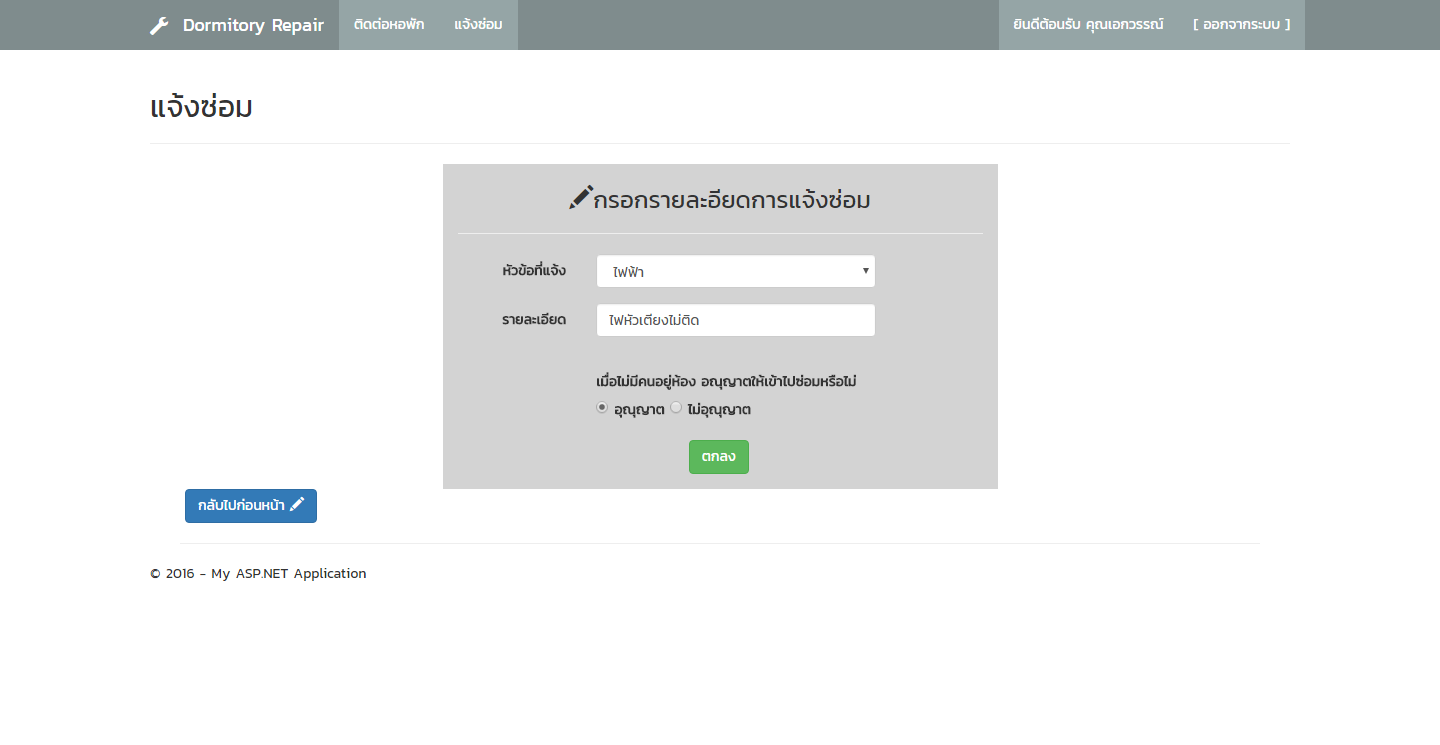 Dormitory Repair ติดต่อหอพัก แจ้งซ่อม ยินดีต้อนรับ คุณเอกวรรณ์ [ ออกจากระบบ ]
แจ้งซ่อม
กรอกรายละอียดการแจ้งซ่อม
หัวข้อที่แจ้ง ไฟฟ้า
รายละเอียด ไฟหัวเตียงไม่ติด
เมื่อไม่มีคนอยู่ห้อง อณุญาตให้เข้าไปซ่อมหรือไม่
อุณุญาต ไม่อุณุญาต
ตกลง
กลับไปก่อนหน้า
© 2016 - My ASP.NET Application